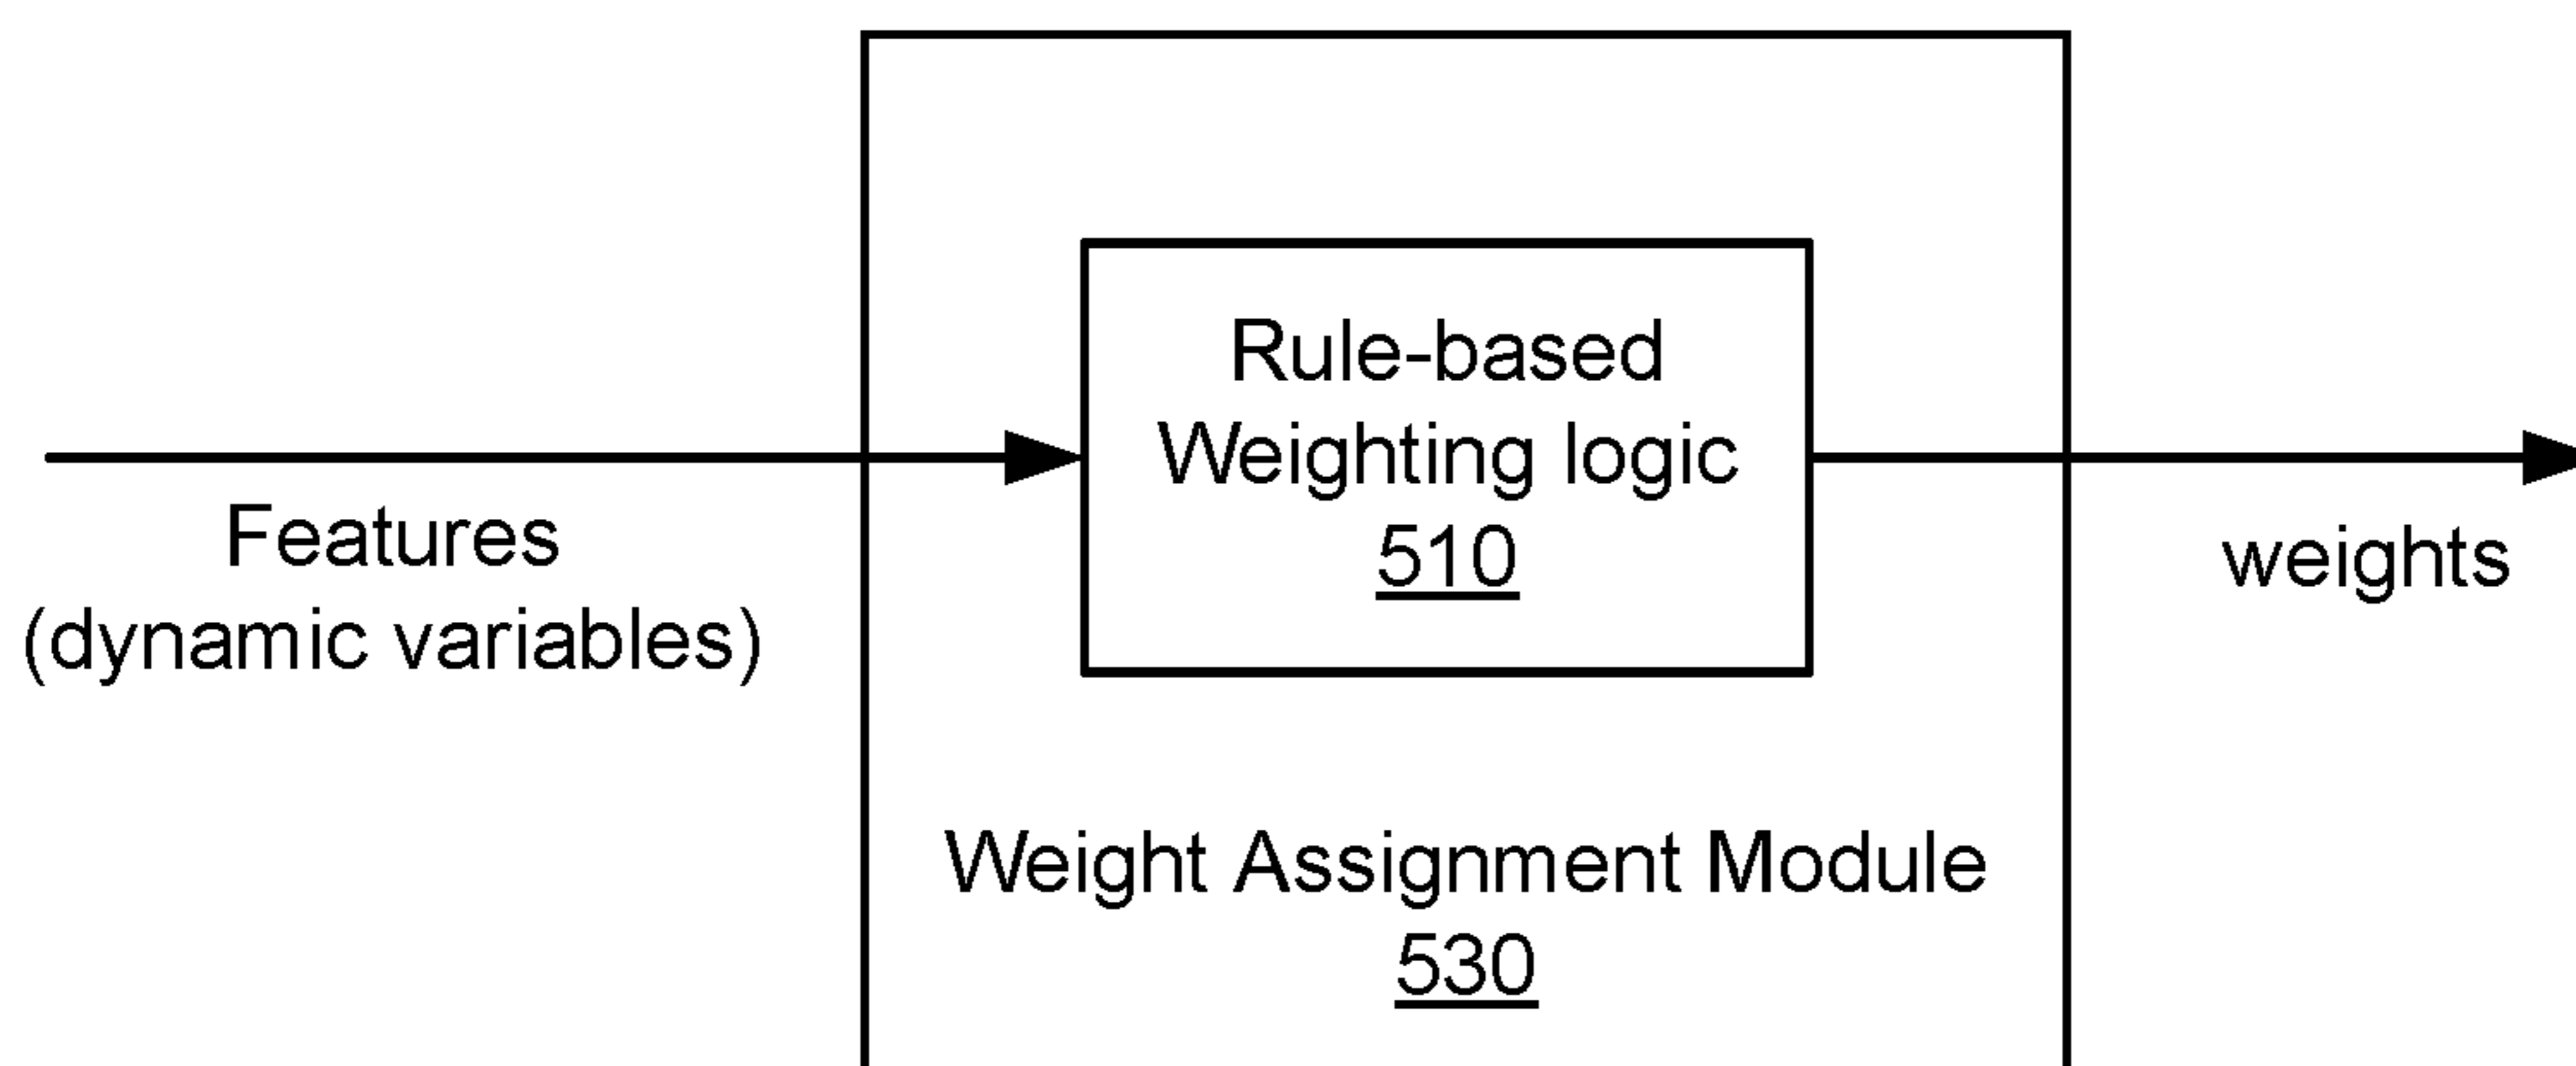 Rule-based
Weighting logic
510
Features
(dynamic variables)
weights
Weight Assignment Module
530